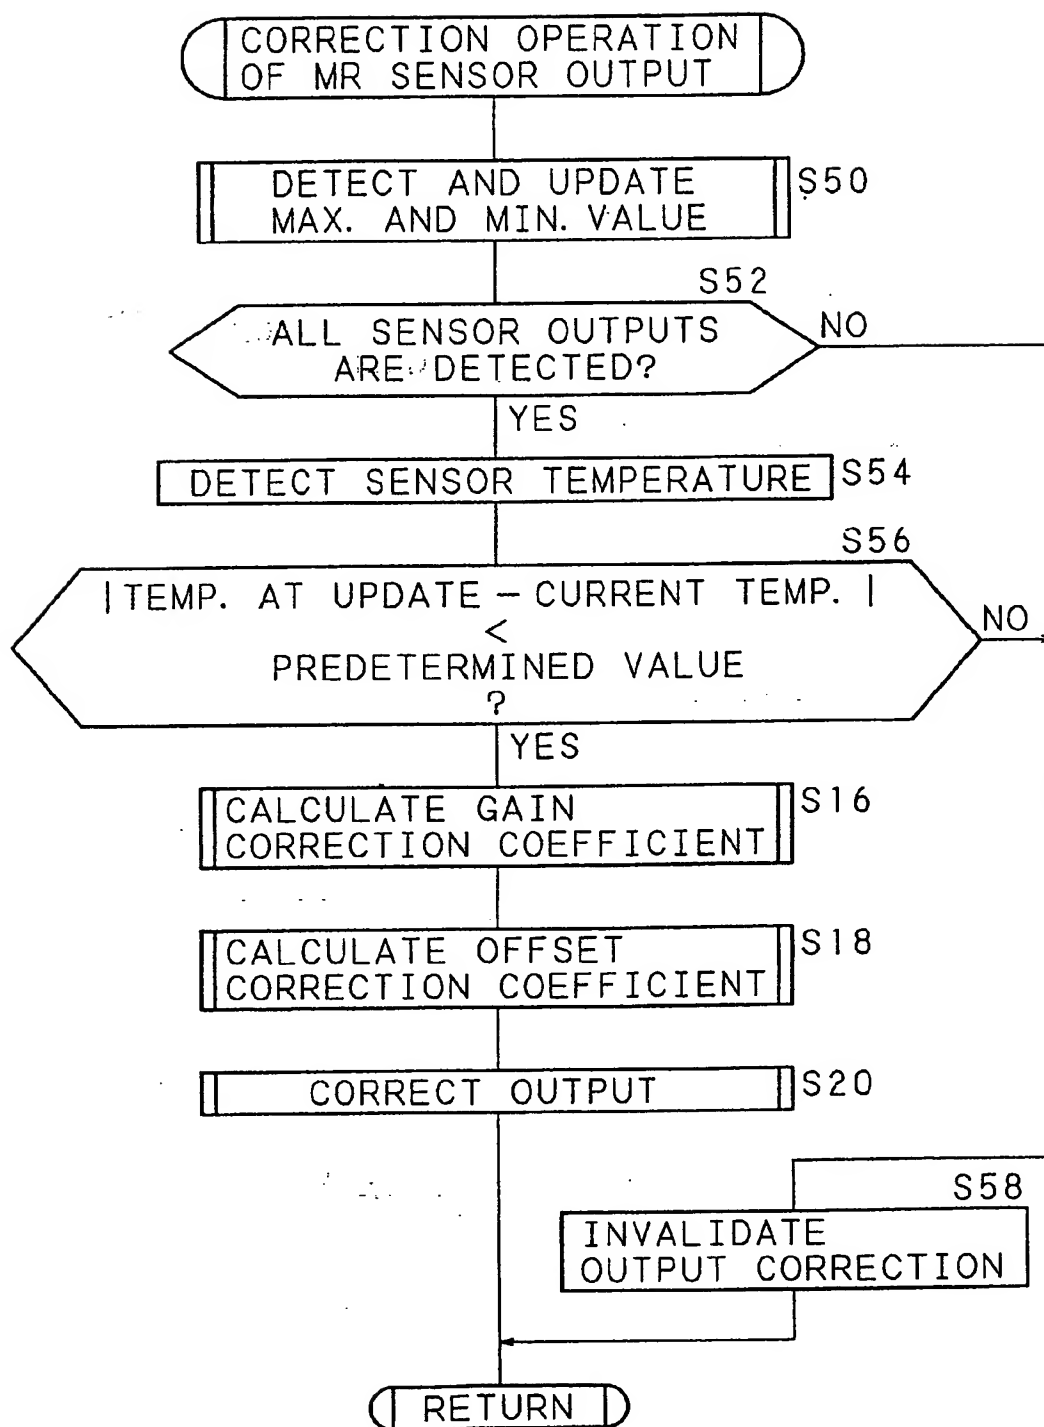 CORRECTION OPERATION
OF MR SENSOR OUTPUT
DETECT AND UPDATE
MAX. AND MIN. VALUE
S50
S52
ALL SENSOR OUTPUTS
ARE DETECTED?
NO
YES
DETECT SENSOR TEMPERATURE
S54
S56
|TEMP. AT UPDATE – CURRENT TEMP. |
<
PREDETERMINED VALUE
?
NO
YES
CALCULATE GAIN
CORRECTION COEFFICIENT
S16
CALCULATE OFFSET
CORRECTION COEFFICIENT
S18
CORRECT OUTPUT
S20
S58
INVALIDATE
OUTPUT CORRECTION
RETURN